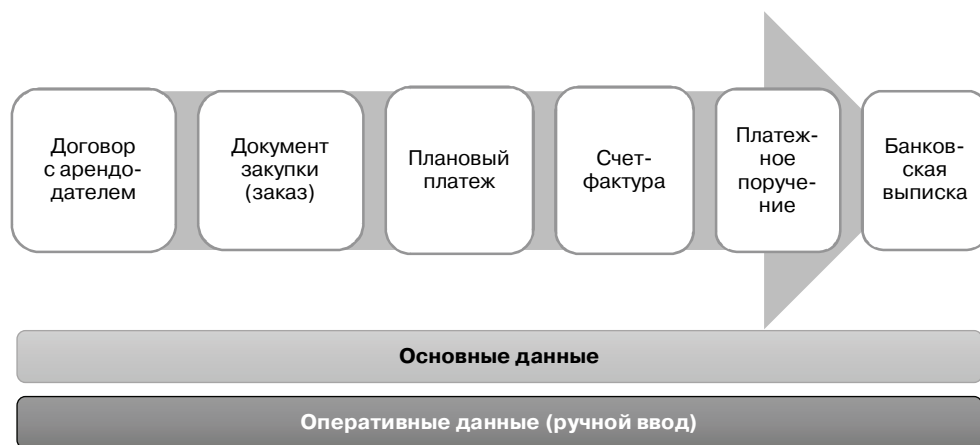 Договор
с арендо-
дателем
Документ
закупки
(заказ)
Плановый
платеж
Счет-
фактура
Платеж-
ное
поруче-
ние
Банков-
ская
выписка
Основные данные
Оперативные данные (ручной ввод)